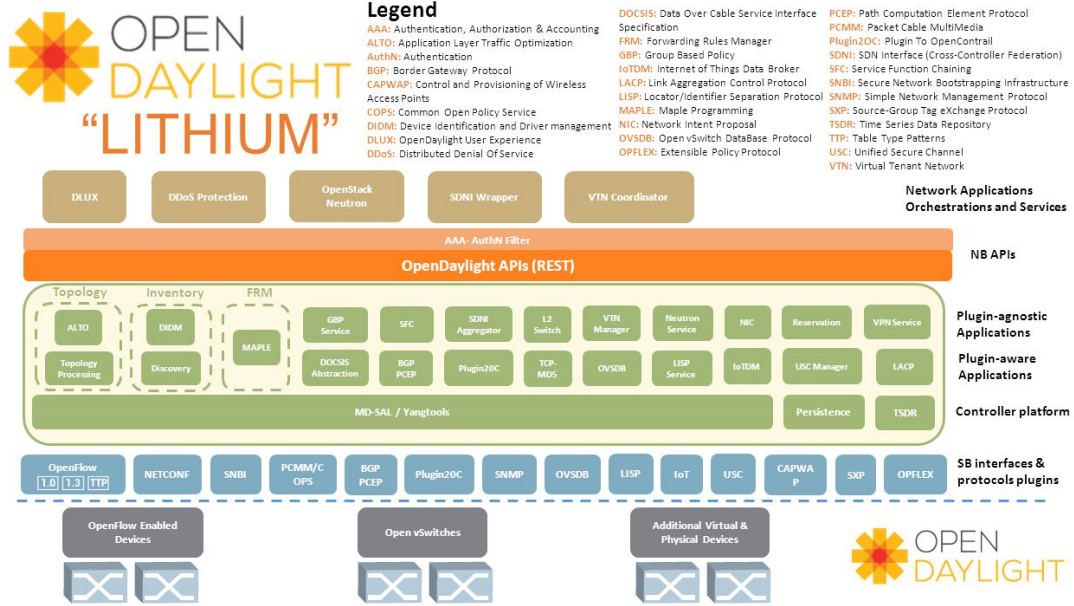 OPEN
DAYLIGHT
“LITHIUM”
Legend
AAA: Authentication, Authorization & Accounting
ALTO: Application Layer Traffic Optimization
AuthN: Authentication
BGP: Border Gateway Protocol
CAPWAP: Control and Provisioning of Wireless
Access Points
COPS: Common Open Policy Service
DIDM: Device Identification and Driver management
DLUX: OpenDaylight User Experience
DDoS: Distributed Denial Of Service
DOCSIS: Data Over Cable Service Interface
Specification
FRM: Forwarding Rules Manager
GBP: Group Based Policy
IoTDM: Internet of Things Data Broker
LACP: Link Aggregation Control Protocol
LISP: Locator/Identifier Separation Protocol
MAPLE: Maple Programming
NIC: Network Intent Proposal
OVSDB: Open vSwitch DataBase Protocol
OPFLEX: Extensible Policy Protocol
PCEP: Path Computation Element Protocol
PCMM: Packet Cable MultiMedia
Plugin2OC: Plugin To OpenContrail
SDNI: SDN Interface (Cross-Controller Federation)
SFC: Service Function Chaining
SNBI: Secure Network Bootstrapping Infrastructure
SNMP: Simple Network Management Protocol
SXP: Source-Group Tag eXchange Protocol
TSDR: Time Series Data Repository
TTP: Table Type Patterns
USC: Unified Secure Channel
VTN: Virtual Tenant Network
DLUX
DDoS Protection
OpenStack
Neutron
SDNI Wrapper
VTN Coordinator
Network Applications
Orchestrations and Services
AAA- AuthN Filter
OpenDaylight APIs (REST)
NB APIs
Topology
Inventory
FRM
ALTO
DIDM
MAPLE
Topology
Processing
Discovery
GBP
Service
SFC
SDNI
Aggregator
L2
Switch
VTN
Manager
Neutron
Service
NIC
Reservation
VPN Service
Plugin-agnostic
Applications
DOCSIS
Abstraction
BGP
PCEP
Plugin20C
TCP-
MD5
OVSDB
LISP
Service
IoTDM
USC Manager
LACP
Plugin-aware
Applications
MD-SAL / Yangtools
Persistence
TSDR
Controller platform
OpenFlow
1.0 1.3 TTP
NETCONF
SNBI
PCMM/C
OPS
BGP
PCEP
Plugin20C
SNMP
OVSDB
LISP
IoT
USC
CAPWA
P
SXP
OPFLEX
SB interfaces &
protocols plugins
OpenFlow Enabled
Devices
Open vSwitches
Additional Virtual &
Physical Devices
OPEN
DAYLIGHT